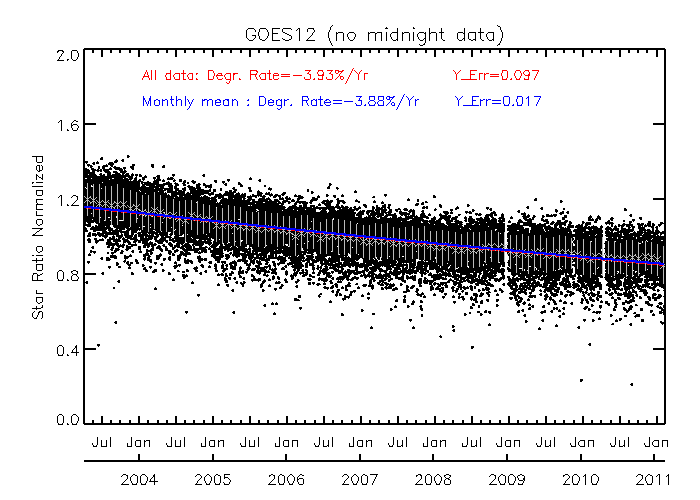 GOES12 (no midnight data)
2.0
All data: Degr. Rate=-3.93%/Yr Y_Err=0.097
Monthly mean : Degr. Rate=-3.88%/Yr Y_Err=0.017
1.6
1.2
0.8
0.4
0.0
Star Ratio Normalized
Jul Jan Jul Jan Jul Jan Jul Jan Jul Jan Jul Jan Jul Jan Jul Jan
2004 2005 2006 2007 2008 2009 2010 2011